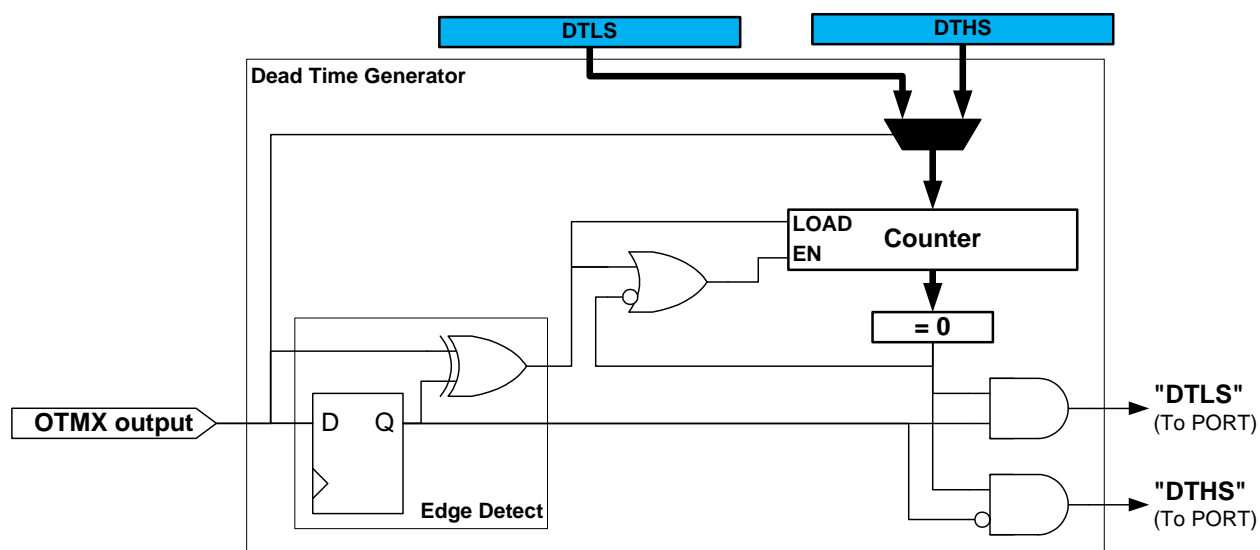 DTLS
DTHS
Dead Time Generator
LOAD
EN
Counter
= 0
OTMX output
D
Q
Edge Detect
"DTLS"
(To PORT)
"DTHS"
(To PORT)